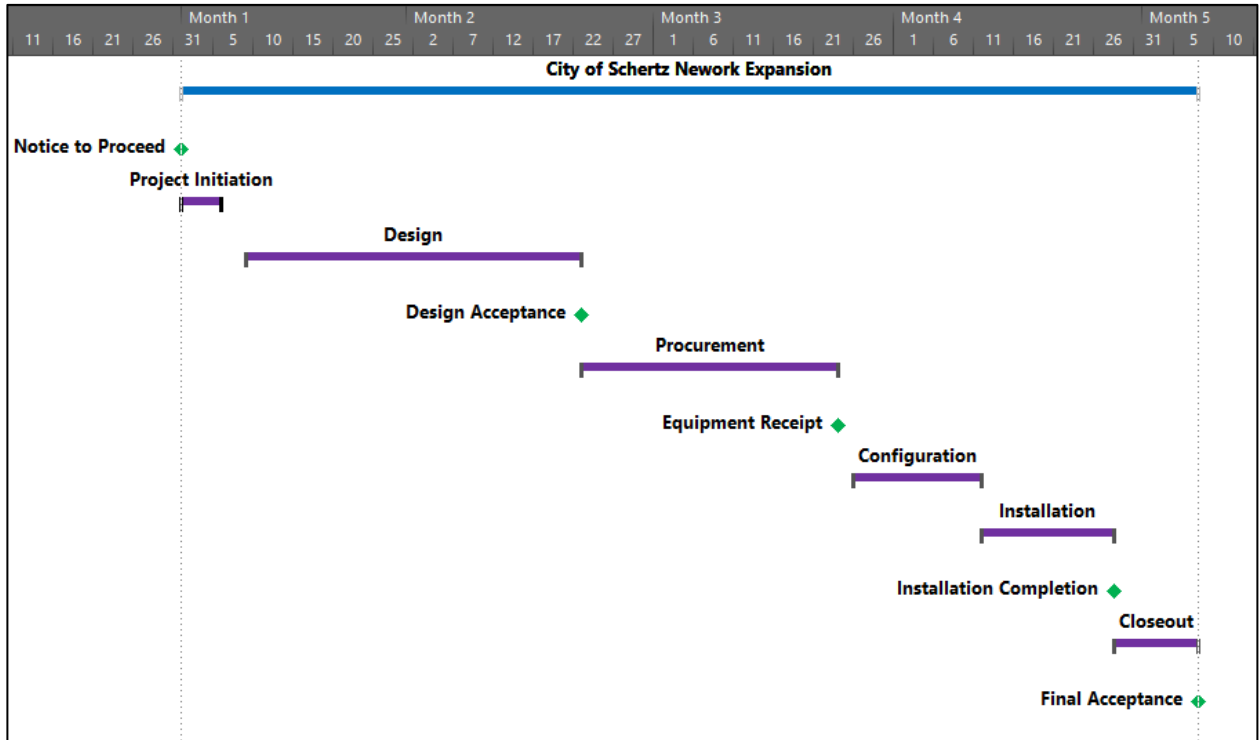 Month 1 Month 2 Month 3 Month 4 Month 5
11 16 21 26 31 5 10 15 20 25 2 7 12 17 22 27 1 6 11 16 21 26 1 6 11 16 21 26 31 5 10
City of Schertz Nework Expansion
Notice to Proceed
Project Initiation
Design
Design Acceptance
Procurement
Equipment Receipt
Configuration
Installation
Installation Completion
Closeout
Final Acceptance